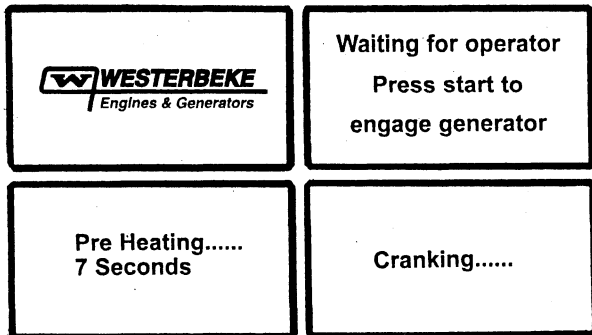 WESTERBEKE
Engines & Generators
Waiting for operator
Press start to
engage generator
Pre Heating......
7 Seconds
Cranking......